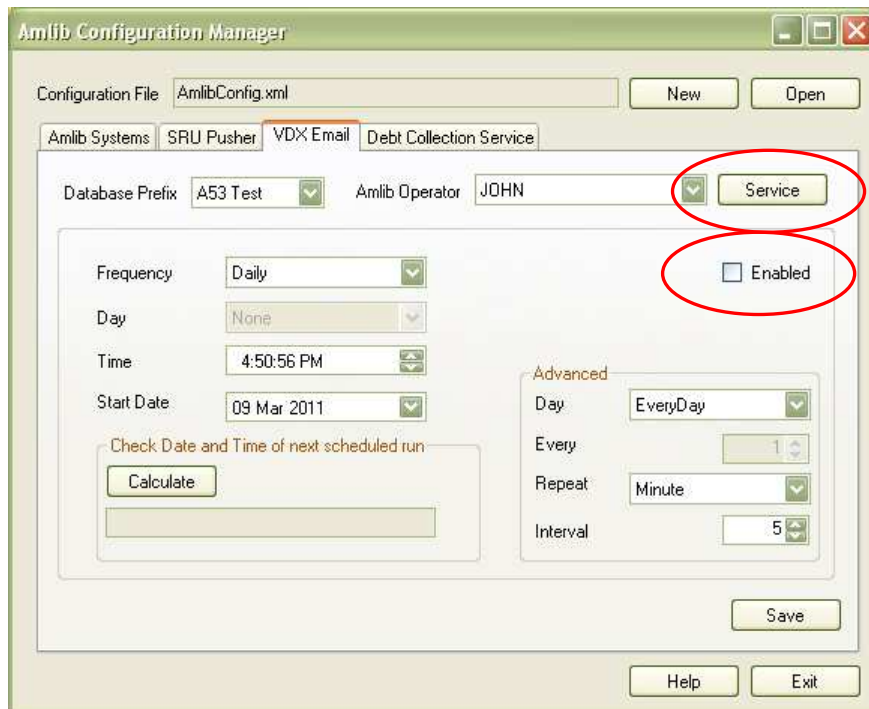 Amlib Configuration Manager
Configuration File AmlibConfig.xml New Open
Amlib Systems SRU Pusher VDX Email Debt Collection Service
Database Prefix A53 Test Amlib Operator JOHN Service
Frequency Daily Enabled
Day None
Time 4:50:56 PM
Start Date 09 Mar 2011
Advanced
Day EveryDay
Every 1
Repeat Minute
Interval 5
Check Date and Time of next scheduled run
Calculate
Save
Help Exit